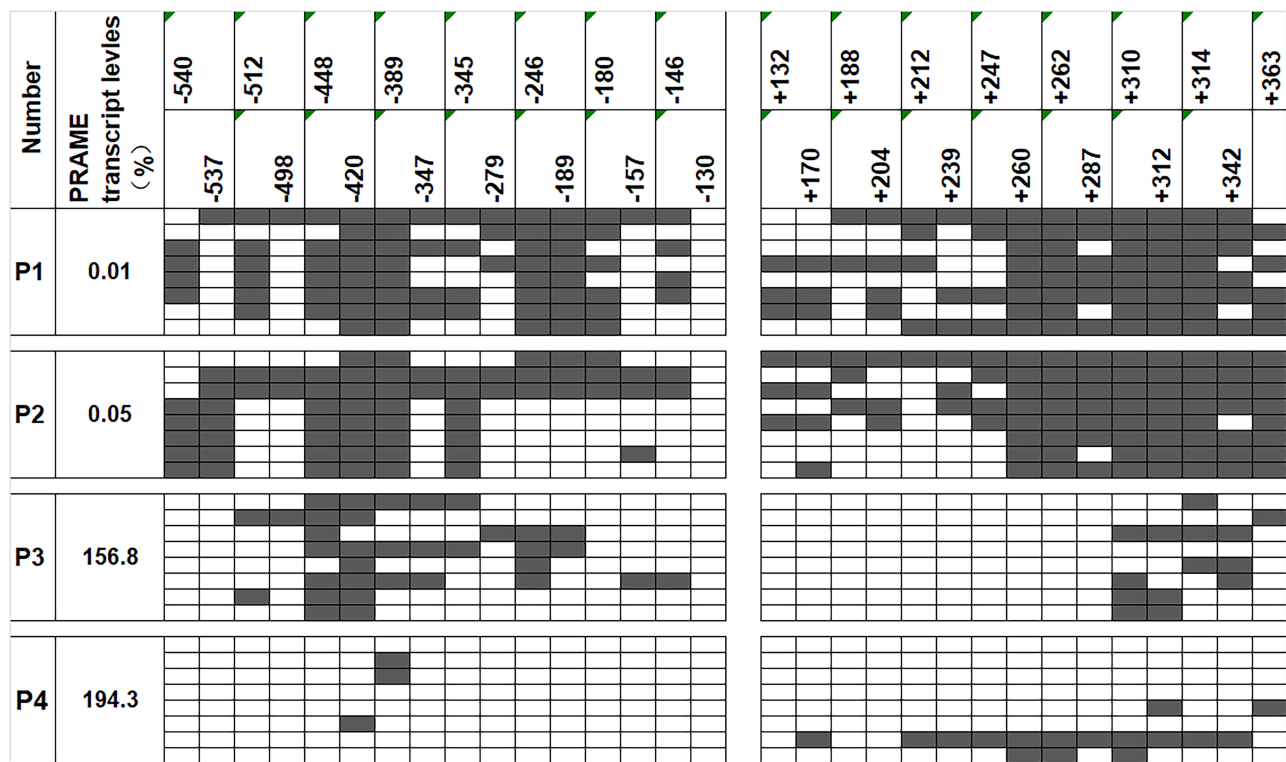 Number
PRAME
transcript levles
（%）
-540 -512 -448 -389 -345 -246 -180 -146 +132 +188 +212 +247 +262 +310 +314 +363
-537 -498 -420 -347 -279 -189 -157 -130 +170 +204 +239 +260 +287 +312 +342
P1 0.01
P2 0.05
P3 156.8
P4 194.3